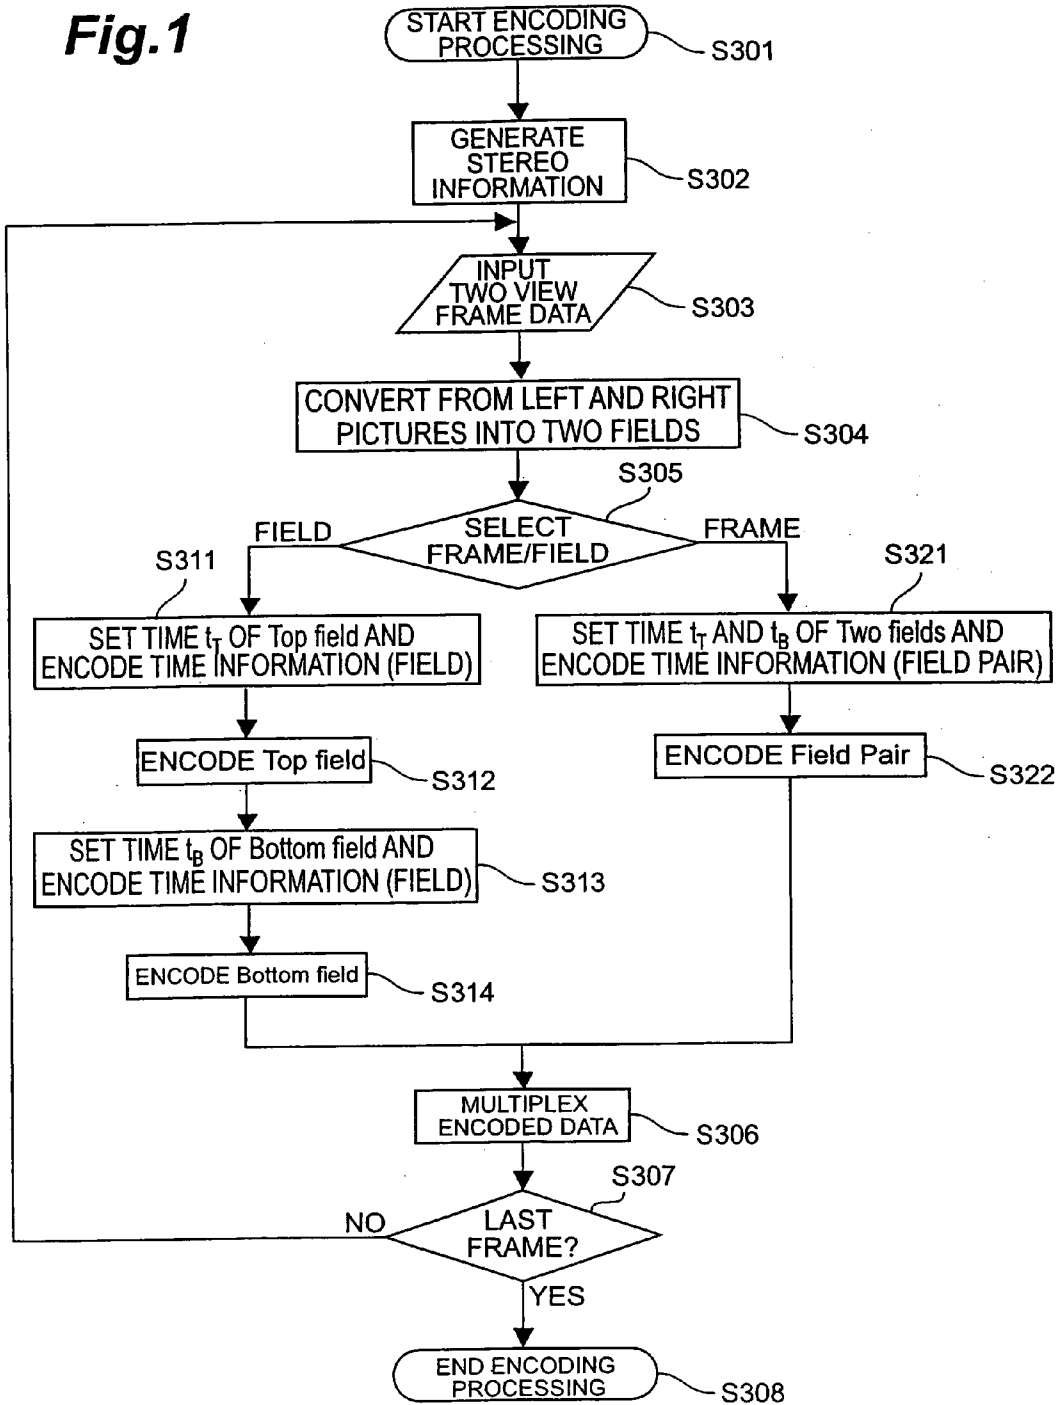 Fig.1
START ENCODING
PROCESSING
S301
GENERATE
STEREO
INFORMATION
S302
INPUT
TWO VIEW
FRAME DATA
S303
CONVERT FROM LEFT AND RIGHT
PICTURES INTO TWO FIELDS
S304
S305
SELECT
FRAME/FIELD
FIELD
FRAME
S311
SET TIME tT OF Top field AND
ENCODE TIME INFORMATION (FIELD)
S321
SET TIME tT AND tB OF Two fields AND
ENCODE TIME INFORMATION (FIELD PAIR)
ENCODE Top field
S312
ENCODE Field Pair
S322
SET TIME tB OF Bottom field AND
ENCODE TIME INFORMATION (FIELD)
S313
ENCODE Bottom field
S314
MULTIPLEX
ENCODED DATA
S306
S307
LAST
FRAME?
NO
YES
END ENCODING
PROCESSING
S308